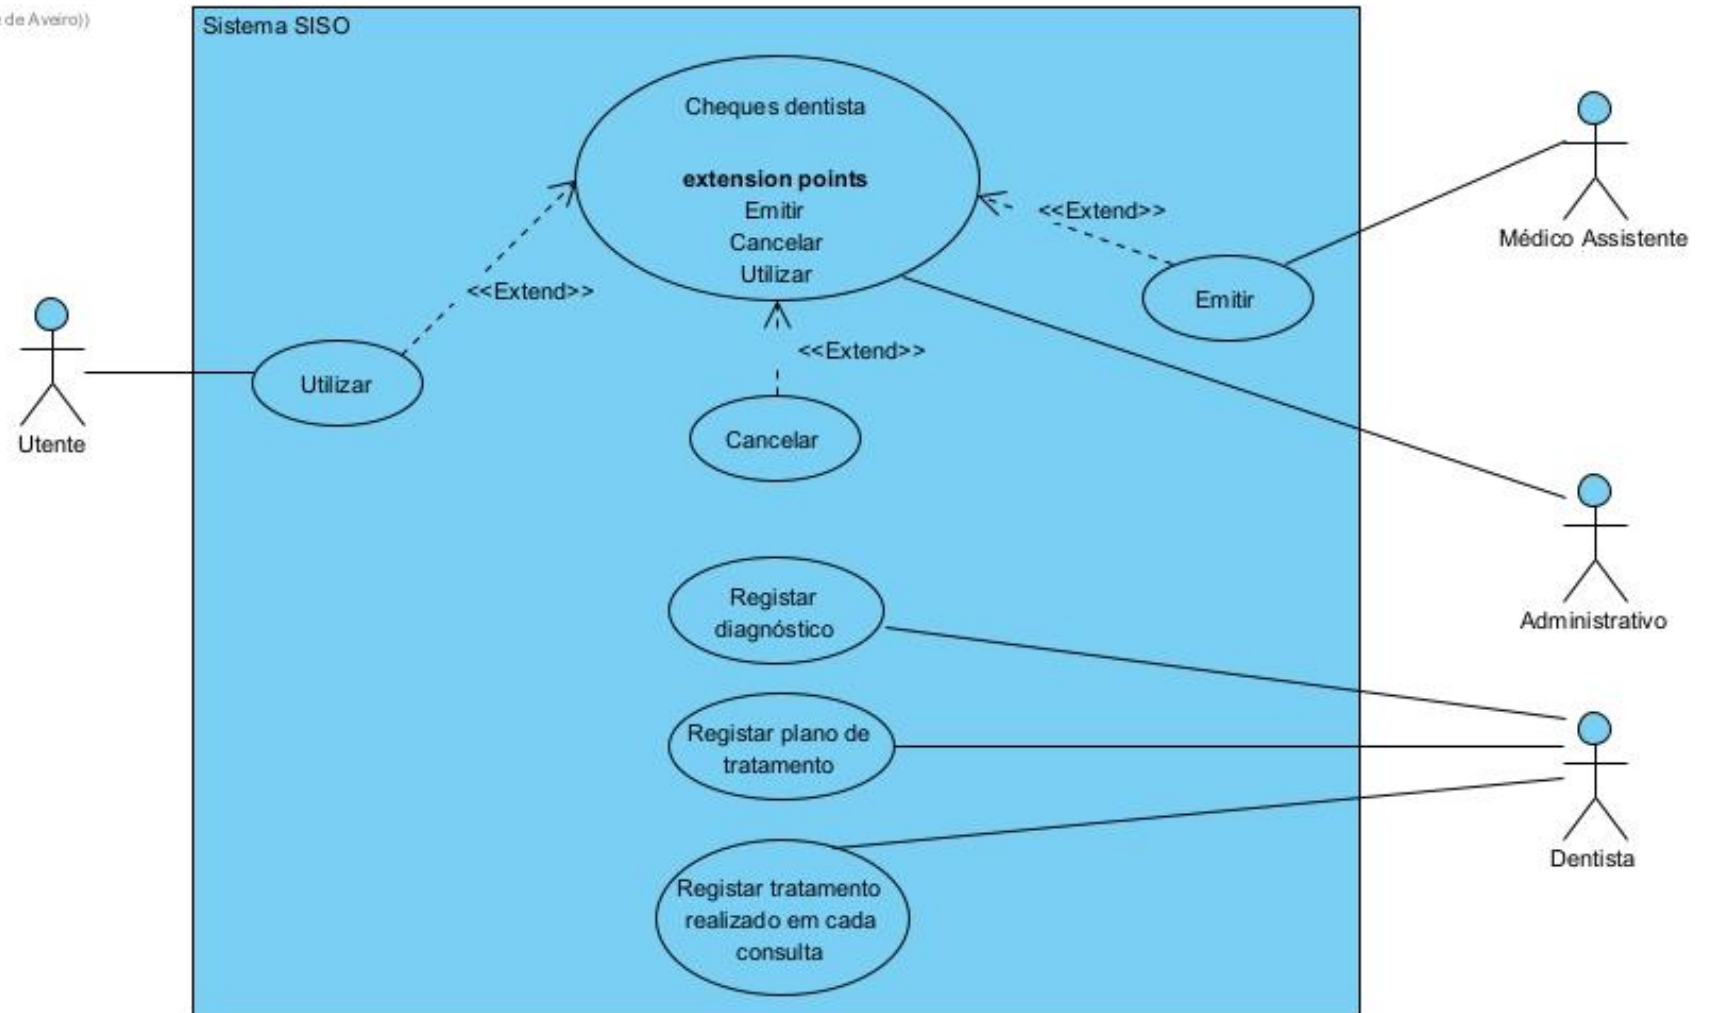 de Aveiro))
Sistema SISO
Cheques dentista
extension points
Emitir
Cancelar
Utilizar
<<Extend>>
<<Extend>>
<<Extend>>
Utilizar
Cancelar
Emitir
Utente
Médico Assistente
Administrativo
Registar
diagnóstico
Registar plano de
tratamento
Registar tratamento
realizado em cada
consulta
Dentista